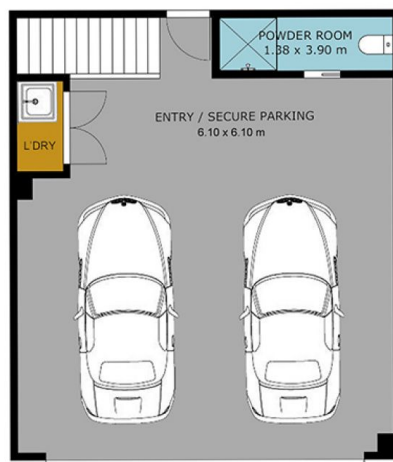 POWDER ROOM
1.38 x 3.90 m
ENTRY / SECURE PARKING
6.10 x 6.10 m
L'DRY